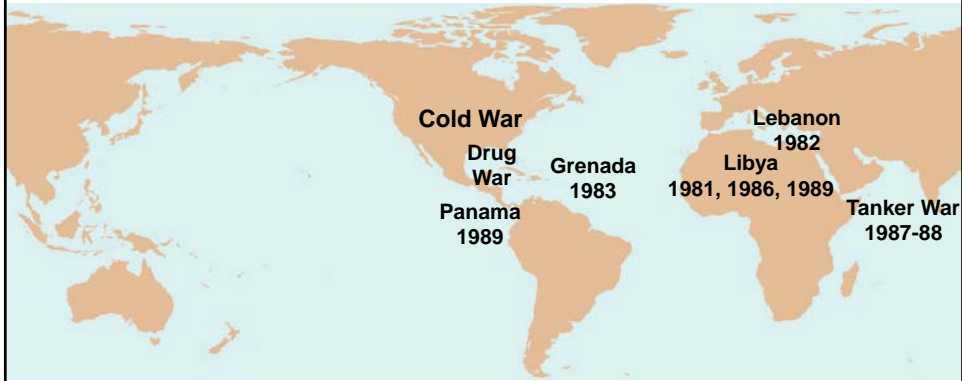 Cold War
Drug
War
Grenada
1983
Panama
1989
Lebanon
1982
Libya
1981, 1986, 1989
Tanker War
1987-88